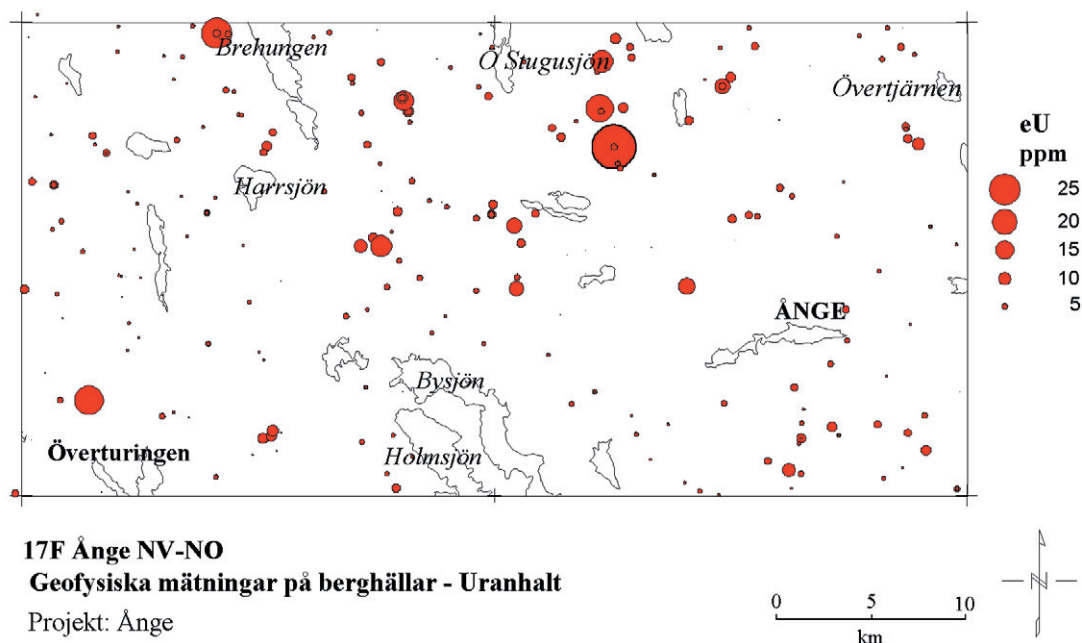 Brehungen
Ö Stugusjön
Övertjärnen
Harrsjön
ÅNGE
Bysjön
Överturingen
Holmsjön
eU
ppm
25
20
15
10
5
17F Ånge NV-NO
Geofysiska mätningar på berghällar - Uranhalt
Projekt: Ånge
0 5 10
km
N